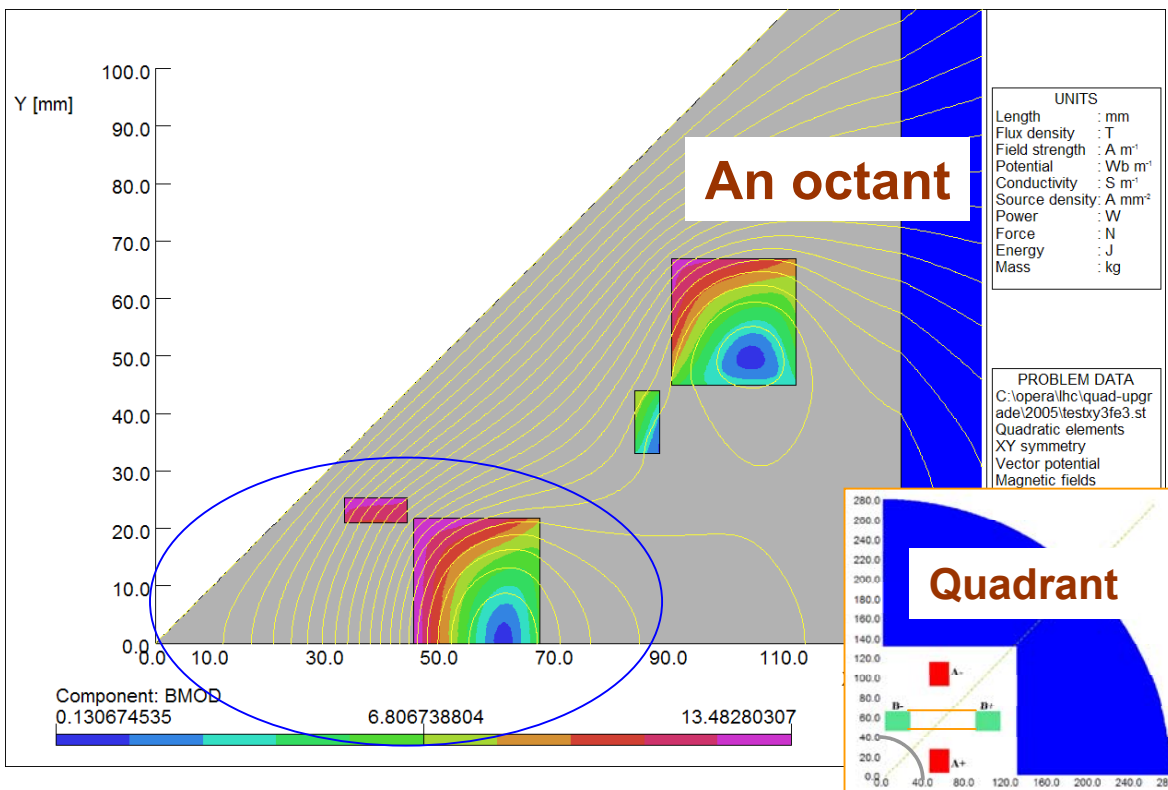 100.0
Y [mm]
90.0
80.0
70.0
60.0
50.0
40.0
30.0
20.0
10.0
0.0
0.0 10.0 30.0 50.0 70.0 90.0 110.0
An octant
UNITS
Length : mm
Flux density : T
Field strength : A m⁻¹
Potential : Wb m⁻¹
Conductivity : S m⁻¹
Source density: A mm⁻²
Power : W
Force : N
Energy : J
Mass : kg
PROBLEM DATA
C:\opera\lhc\quad-upgr
ade\2005\testxy3fe3.st
Quadratic elements
XY symmetry
Vector potential
Magnetic fields
Component: BMOD
0.130674535 6.806738804 13.48280307
280.0
260.0
240.0
220.0
200.0
180.0
160.0
140.0
120.0
100.0
80.0
60.0
40.0
20.0
0.0
0.0 40.0 80.0 120.0 160.0 200.0 240.0
Quadrant
A-
B- B+
A+